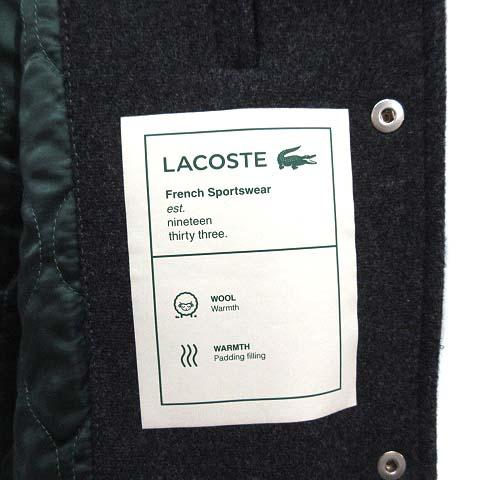 LACOSTE
French Sportswear
est.
nineteen
thirty three.
WOOL
Warmth
WARMTH
Padding filling